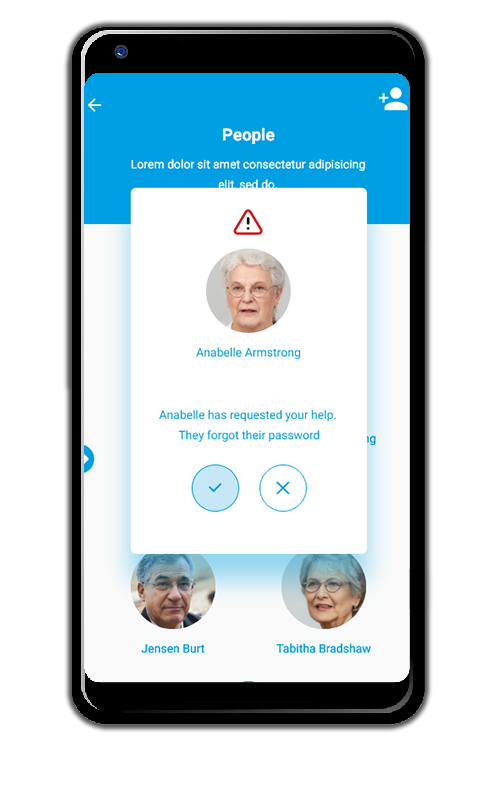 People
Lorem dolor sit amet consectetur adipisicing
elit, sed do.
Anabelle Armstrong
Anabelle has requested your help.
They forgot their password
ng
Jensen Burt
Tabitha Bradshaw